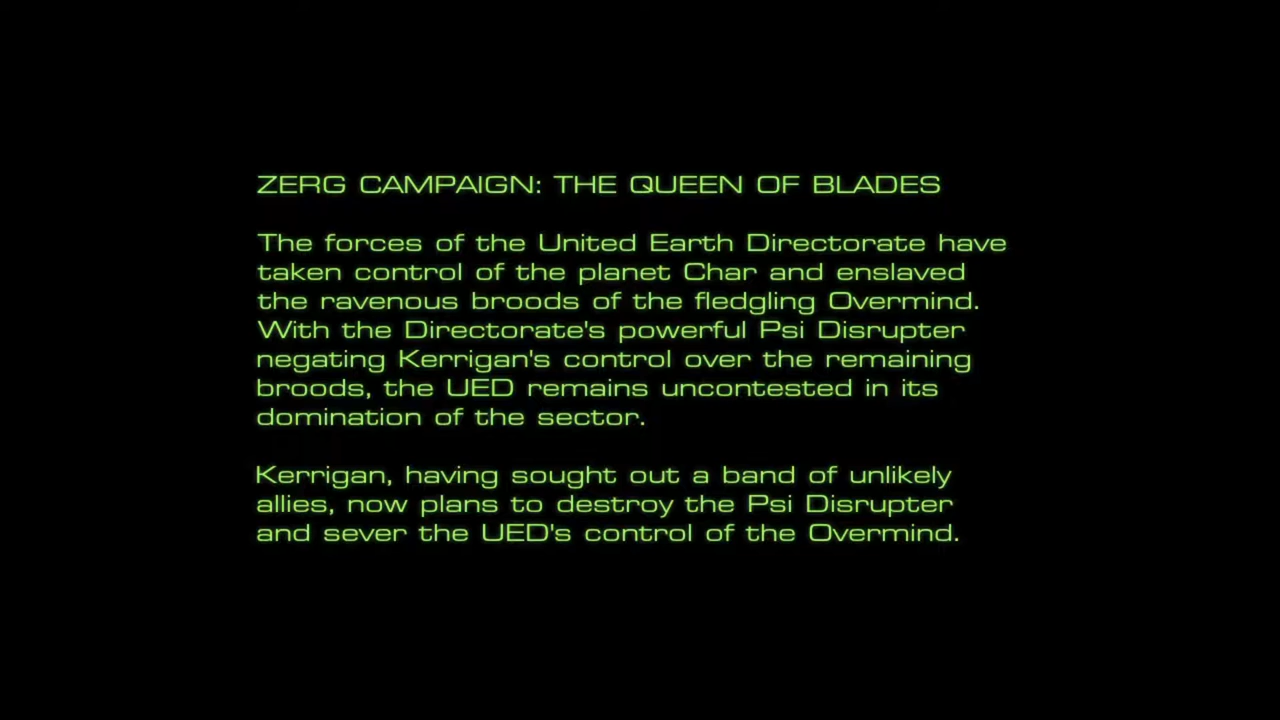 ZERG CAMPAIGN: THE QUEEN OF BLADES
The forces of the United Earth Directorate have
taken control of the planet Char and enslaved
the ravenous broods of the fledgling Overmind.
With the Directorate's powerful Psi Disrupter
negating Kerrigan's control over the remaining
broods, the UED remains uncontested in its
domination of the sector.
Kerrigan, having sought out a band of unlikely
allies, now plans to destroy the Psi Disrupter
and sever the UED's control of the Overmind.